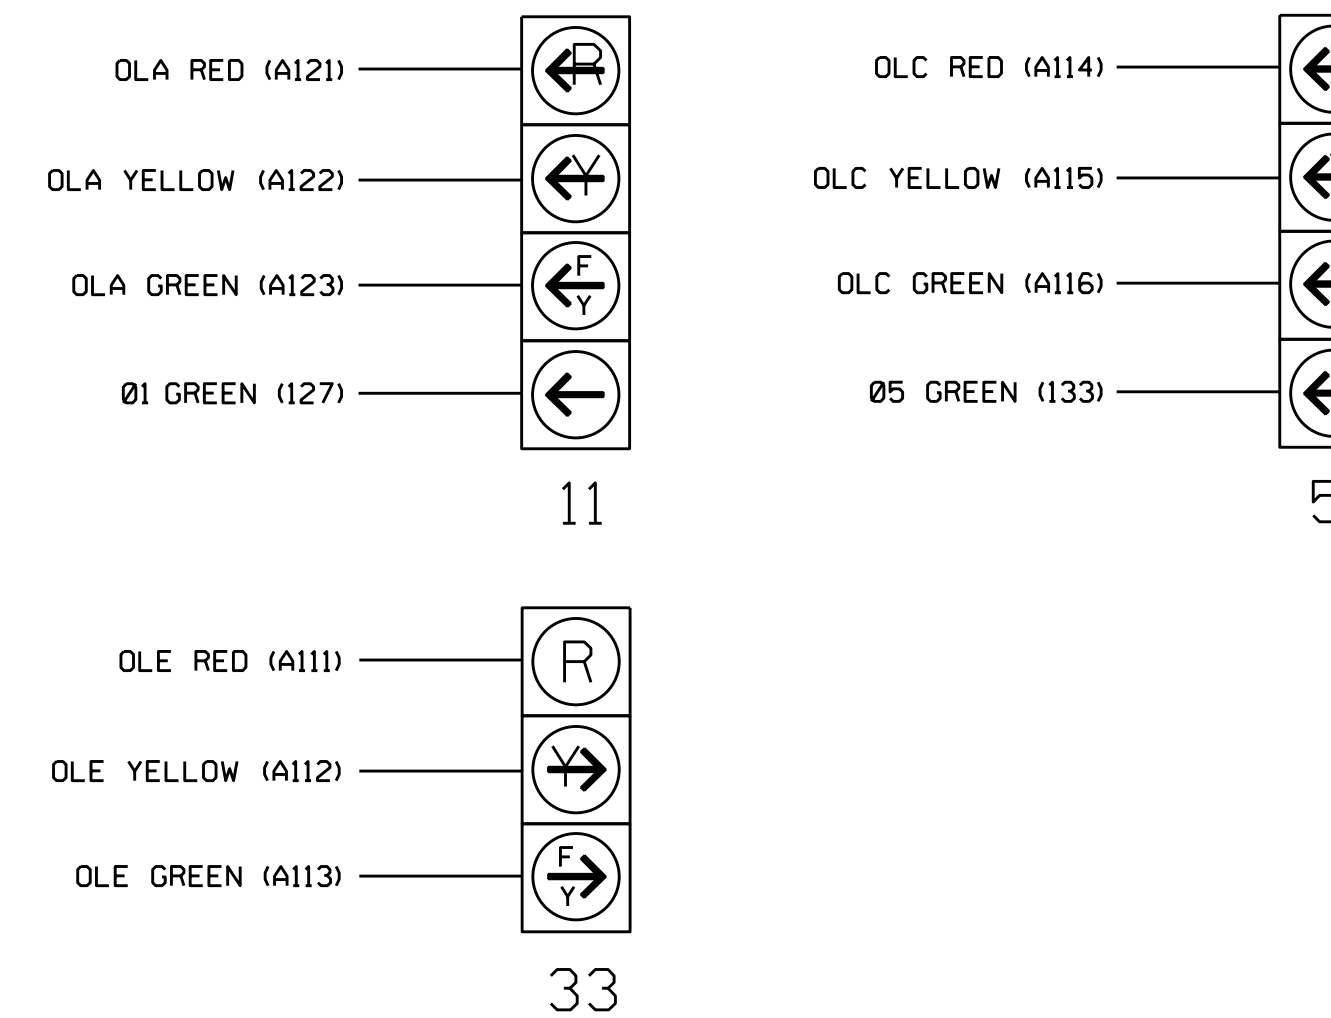 OLA RED (A121)
R
OLA YELLOW (A122)
Y
OLA GREEN (A123)
F
Y
Ø1 GREEN (127)
11
OLC RED (A114)
OLC YELLOW (A115)
OLC GREEN (A116)
Ø5 GREEN (133)
5
OLE RED (A111)
R
OLE YELLOW (A112)
Y
OLE GREEN (A113)
F
Y
33